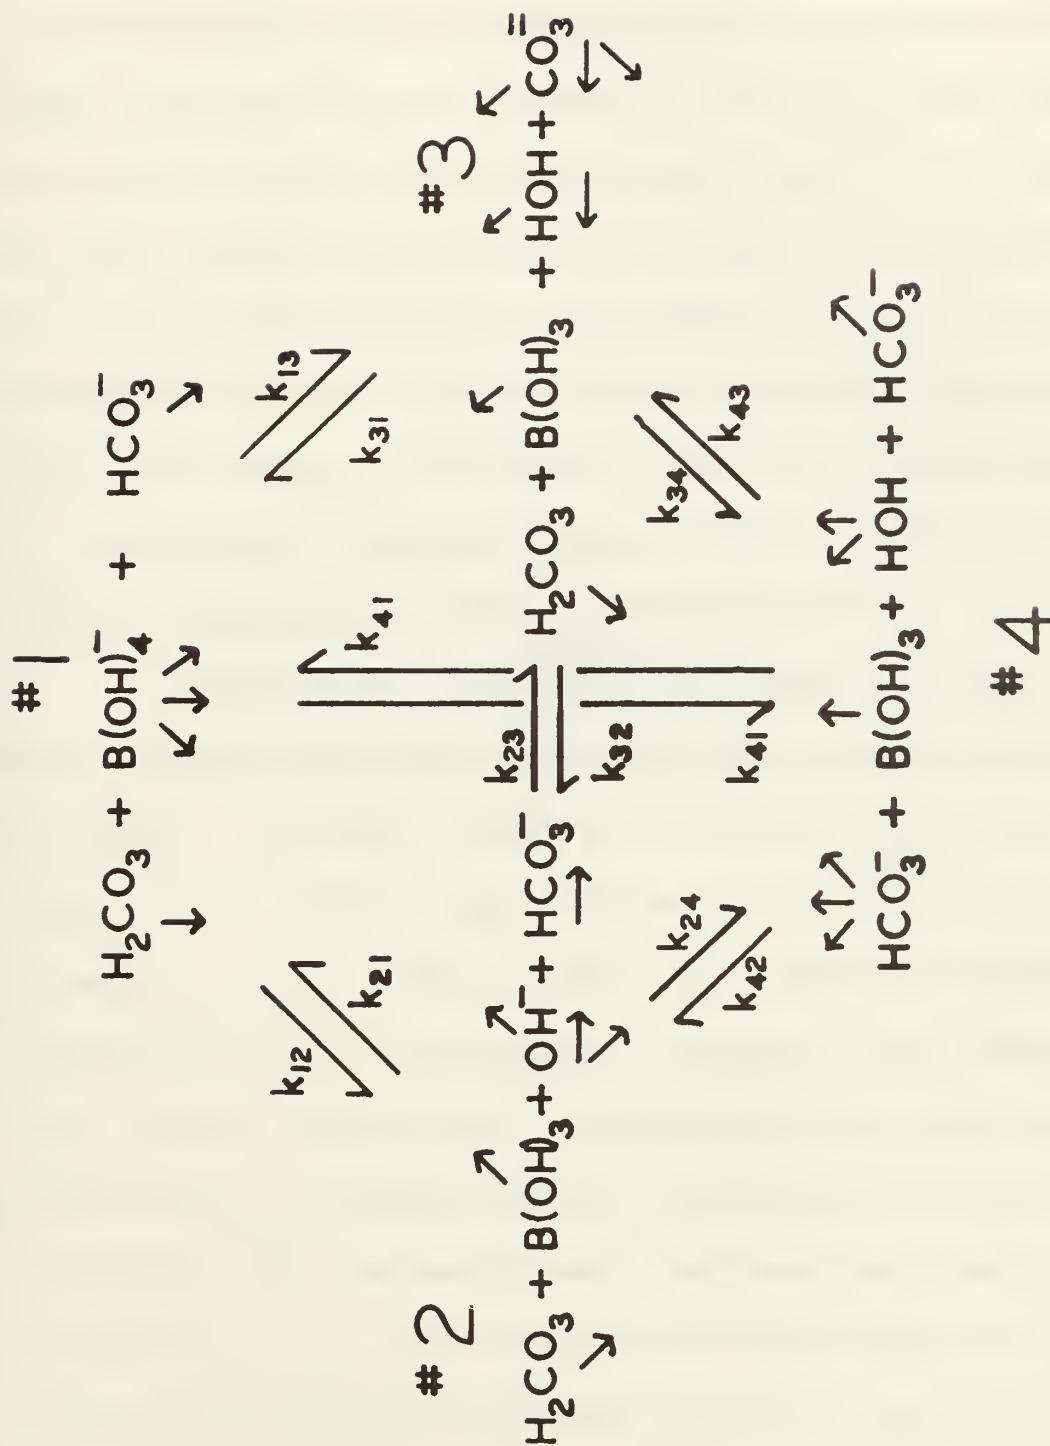 #1
H₂CO₃ + B(OH)₄⁻ + HCO₃⁻
k₁₂
k₂₁
k₄₁
k₁₃
k₃₁
#2
#3
H₂CO₃ + B(OH)₃ + OH⁻ + HCO₃⁻
k₂₃
k₃₂
H₂CO₃ + B(OH)₃ + HOH + CO₃⁼
k₂₄
k₄₂
k₄₁
k₃₄
k₄₃
HCO₃⁻ + B(OH)₃ + HOH + HCO₃⁻
#4